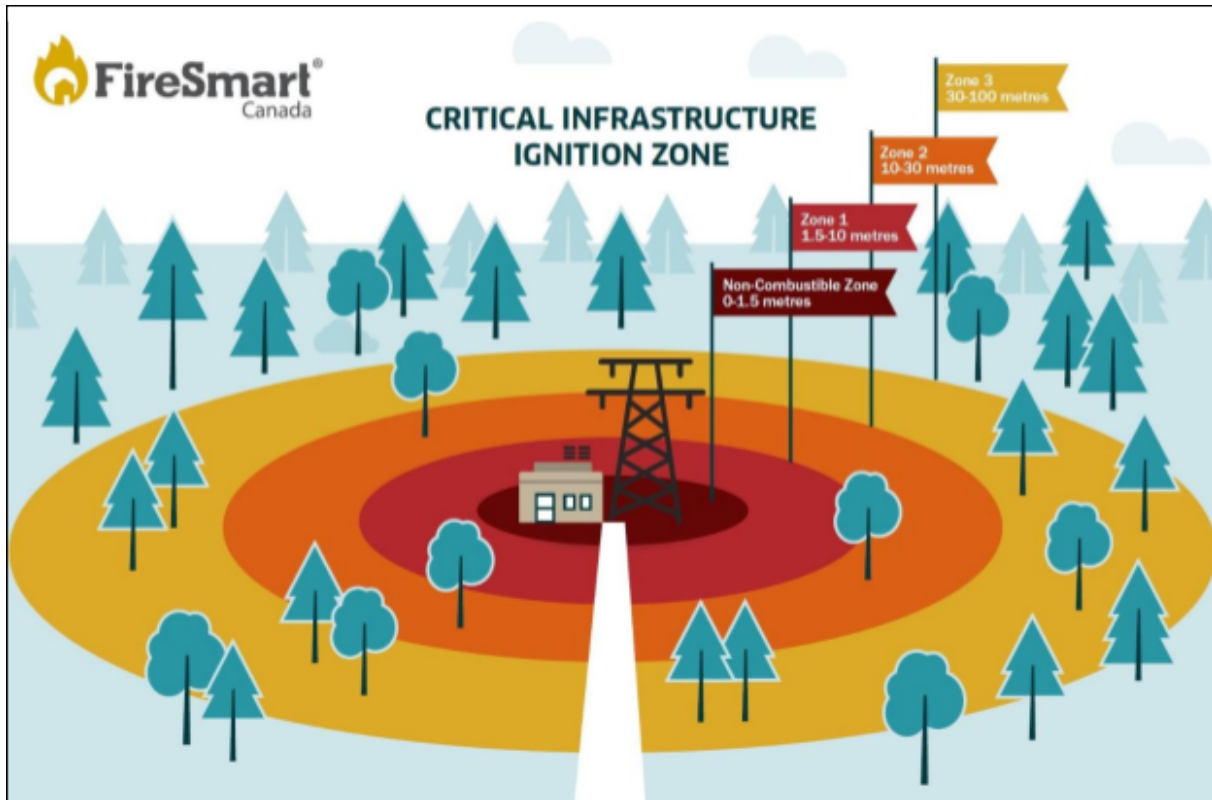 FireSmart®
Canada
CRITICAL INFRASTRUCTURE
IGNITION ZONE
Zone 3
30-100 metres
Zone 2
10-30 metres
Zone 1
1.5-10 metres
Non-Combustible Zone
0-1.5 metres